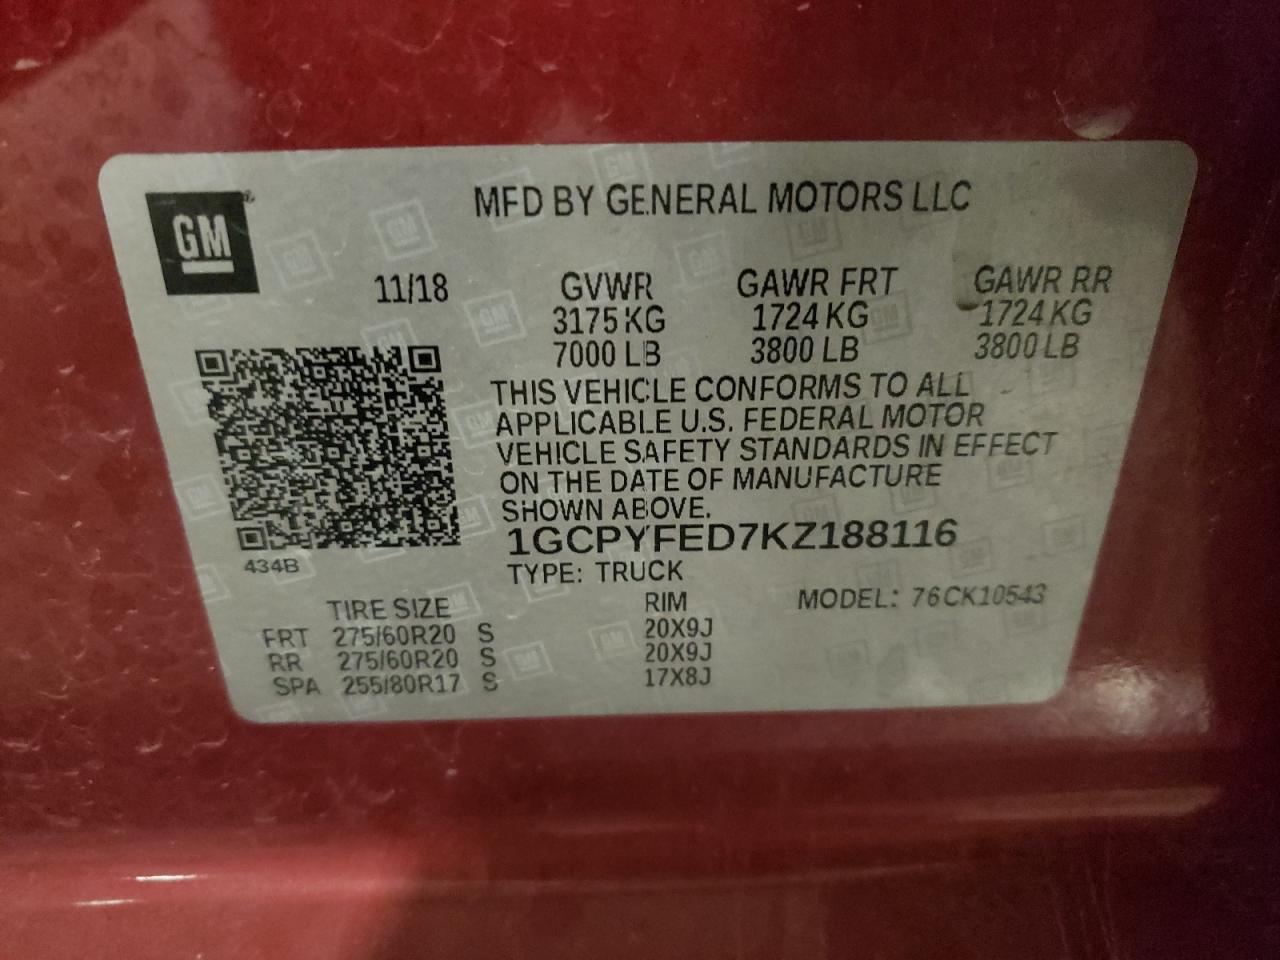 GM
MFD BY GENERAL MOTORS LLC
11/18 GVWR GAWR FRT GAWR RR
3175 KG 1724 KG 1724 KG
7000 LB 3800 LB 3800 LB
THIS VEHICLE CONFORMS TO ALL
APPLICABLE U.S. FEDERAL MOTOR
VEHICLE SAFETY STANDARDS IN EFFECT
ON THE DATE OF MANUFACTURE
SHOWN ABOVE.
1GCPYFED7KZ188116
434B
TYPE: TRUCK
TIRE SIZE RIM MODEL: 76CK10543
FRT 275/60R20 S 20X9J
RR 275/60R20 S 20X9J
SPA 255/80R17 S 17X8J